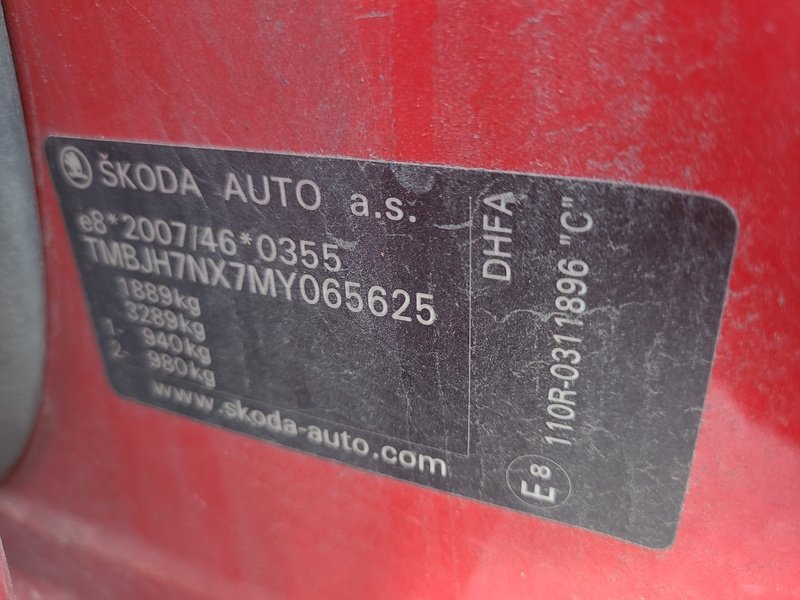 ŠKODA AUTO a.s.
e8*2007/46*0355
TMBJH7NX7MY065625
1889kg
3289kg
1- 940kg
2- 980kg
www.skoda-auto.com
DHFA
E8 110R-0311896 "C"